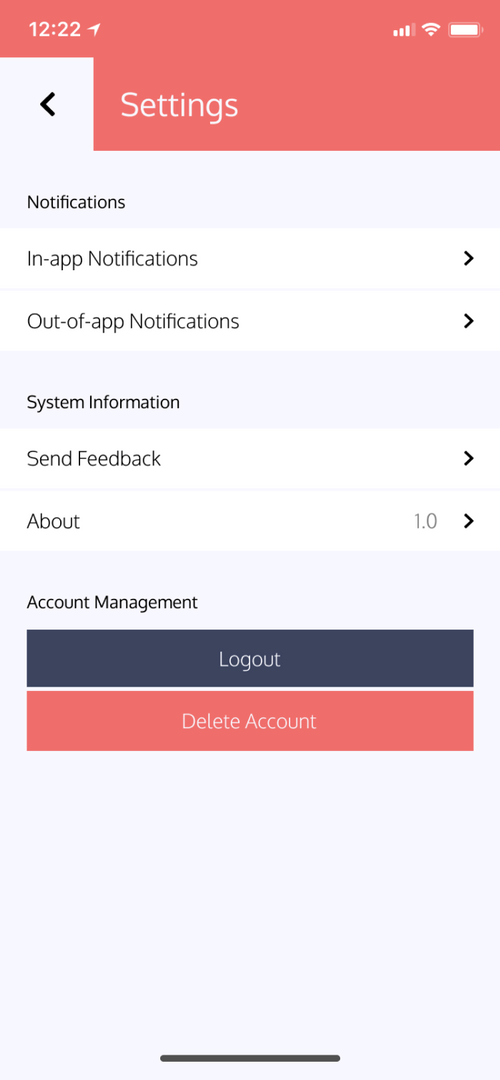 12:22
Settings
Notifications
In-app Notifications
Out-of-app Notifications
System Information
Send Feedback
About 1.0
Account Management
Logout
Delete Account